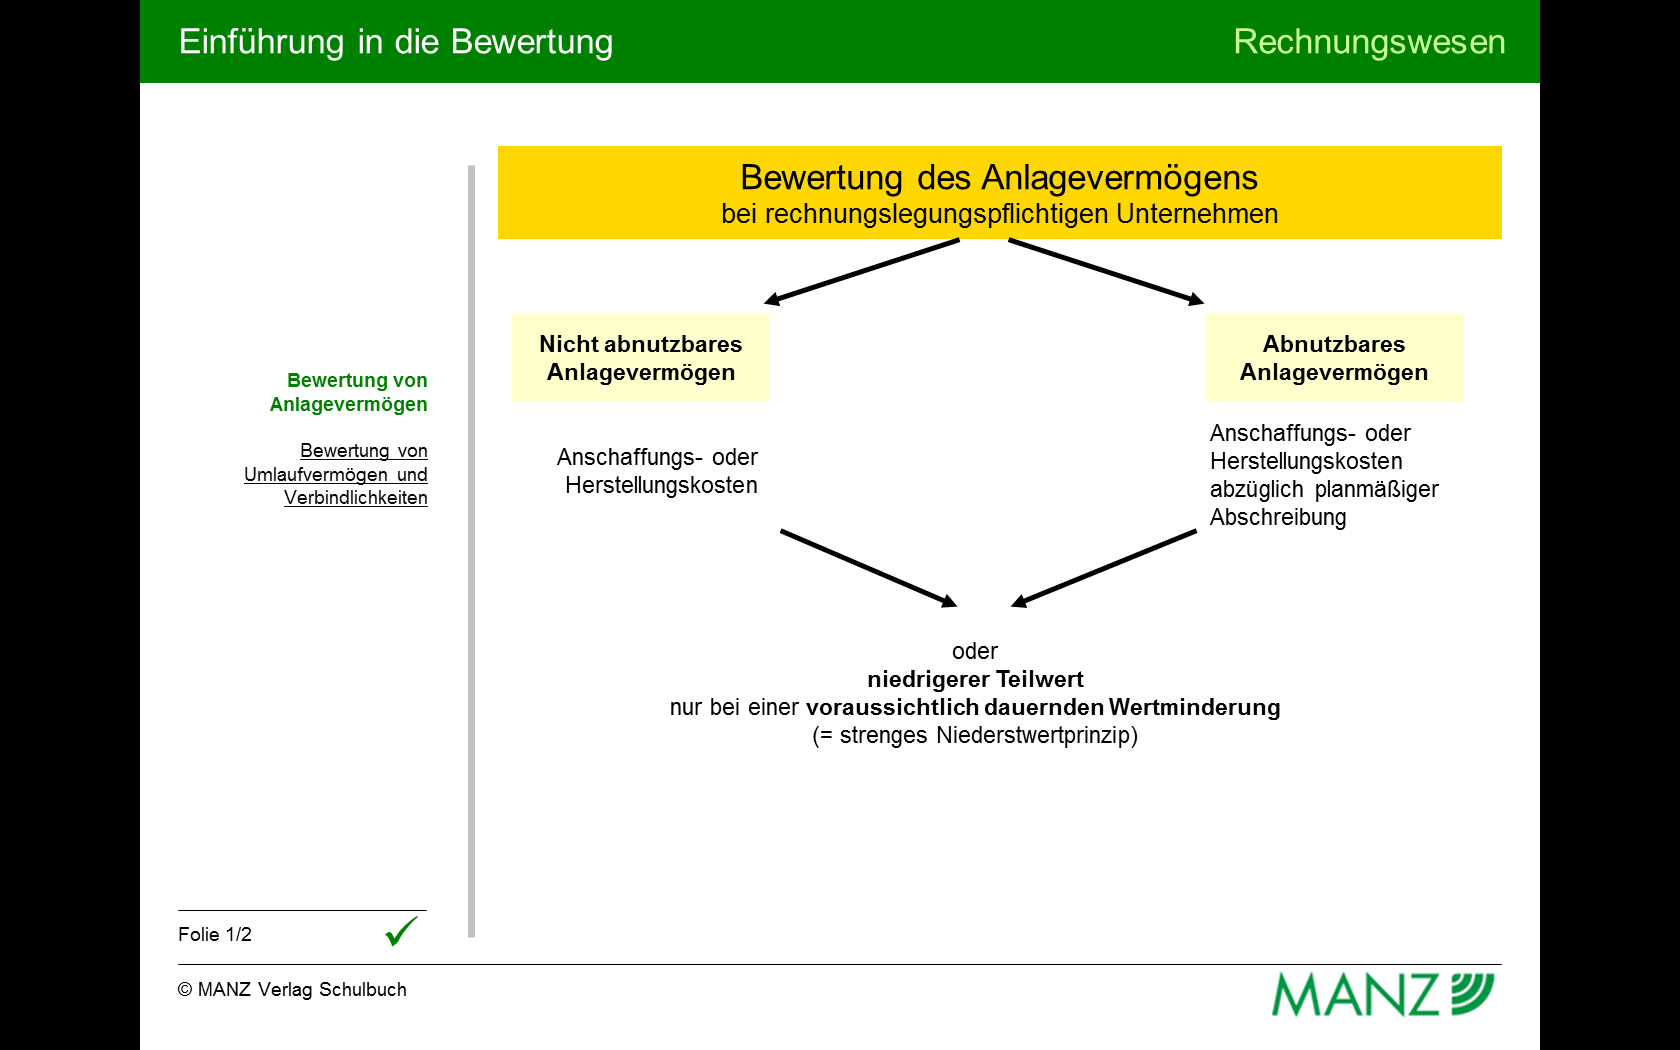 Einführung in die Bewertung
Rechnungswesen
Bewertung des Anlagevermögens
bei rechnungslegungspflichtigen Unternehmen
Nicht abnutzbares
Anlagevermögen
Abnutzbares
Anlagevermögen
Bewertung von
Anlagevermögen
Bewertung von
Umlaufvermögen und
Verbindlichkeiten
Anschaffungs- oder
Herstellungskosten
Anschaffungs- oder
Herstellungskosten
abzüglich planmäßiger
Abschreibung
oder
niedrigerer Teilwert
nur bei einer voraussichtlich dauernden Wertminderung
(= strenges Niederstwertprinzip)
Folie 1/2
© MANZ Verlag Schulbuch
MANZ